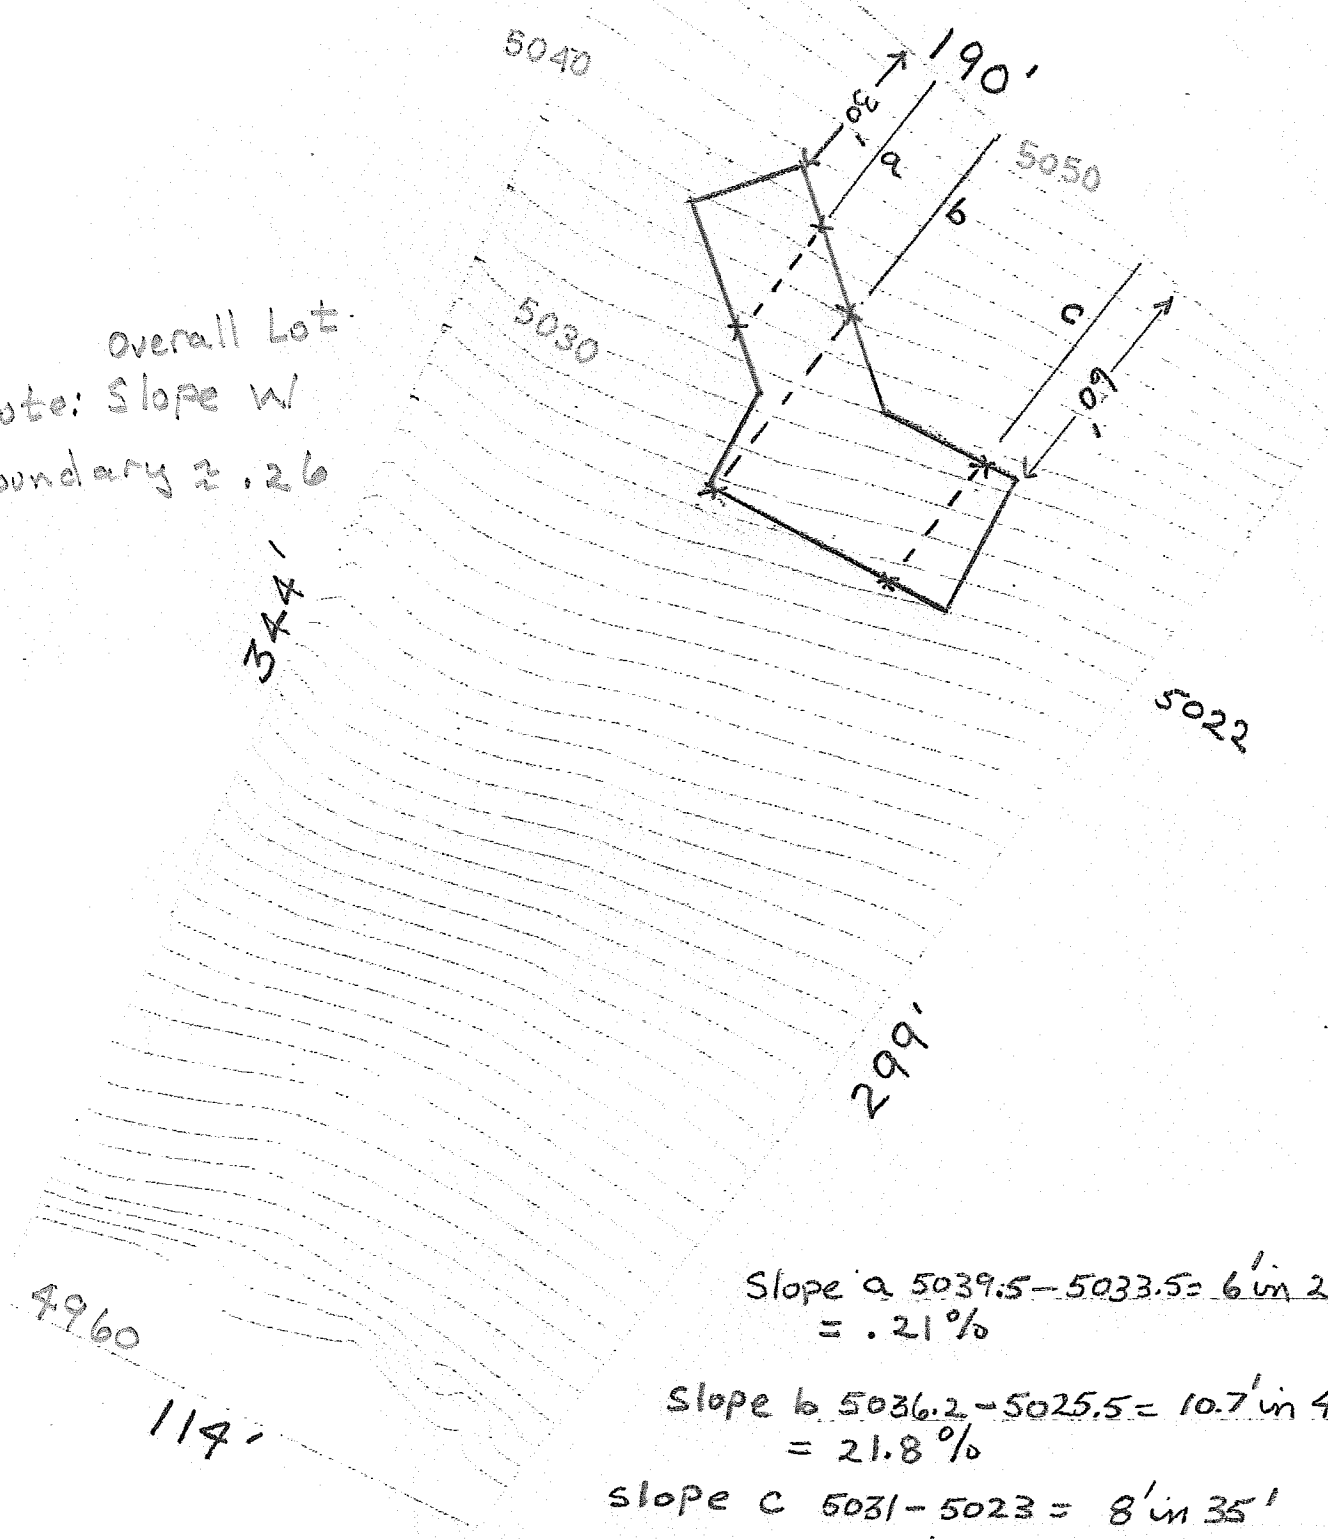 5040
190'
30'
a
5050
b
5030
c
60'
Overall Lot
ote: Slope W
oundary ± .26
344'
5022
299'
4960
114'
Slope a 5039.5-5033.5= 6' in 2
= .21%
Slope b 5036.2-5025.5= 10.7' in 4
= 21.8%
slope c 5031-5023= 8' in 35'